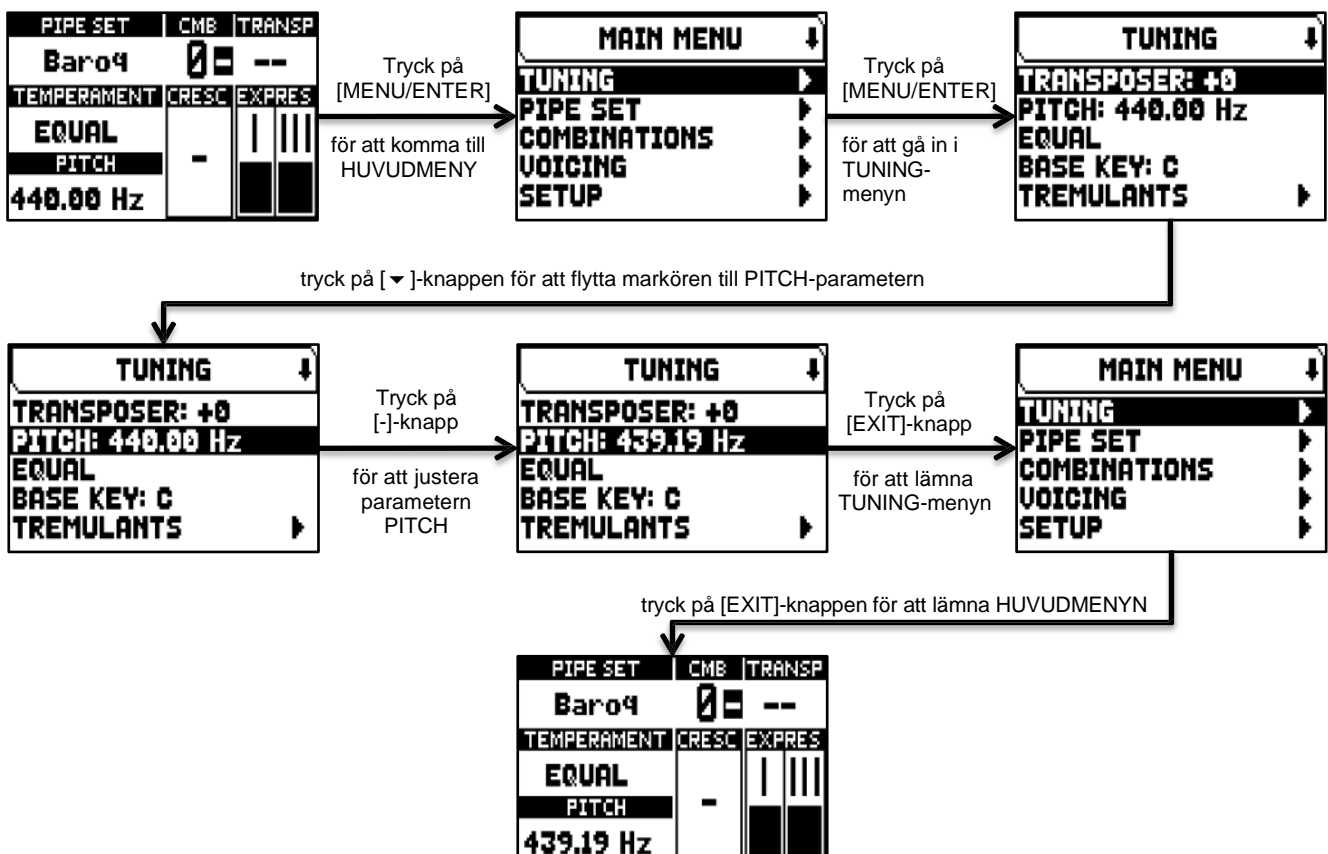 PIPE SET CMB TRANSP
Baroq 0 --
TEMPERAMENT CRESC EXPRES
EQUAL - I III
PITCH
440.00 Hz
Tryck på
[MENU/ENTER]
för att komma till
HUVUDMENY
MAIN MENU
TUNING
PIPE SET
COMBINATIONS
VOICING
SETUP
Tryck på
[MENU/ENTER]
för att gå in i
TUNING-
menyn
TUNING
TRANSPOSER: +0
PITCH: 440.00 Hz
EQUAL
BASE KEY: C
TREMULANTS
tryck på [ ▾ ]-knappen för att flytta markören till PITCH-parametern
TUNING
TRANSPOSER: +0
PITCH: 440.00 Hz
EQUAL
BASE KEY: C
TREMULANTS
Tryck på
[-]-knapp
för att justera
parametern
PITCH
TUNING
TRANSPOSER: +0
PITCH: 439.19 Hz
EQUAL
BASE KEY: C
TREMULANTS
Tryck på
[EXIT]-knapp
för att lämna
TUNING-menyn
MAIN MENU
TUNING
PIPE SET
COMBINATIONS
VOICING
SETUP
tryck på [EXIT]-knappen för att lämna HUVUDMENYN
PIPE SET CMB TRANSP
Baroq 0 --
TEMPERAMENT CRESC EXPRES
EQUAL - I III
PITCH
439.19 Hz